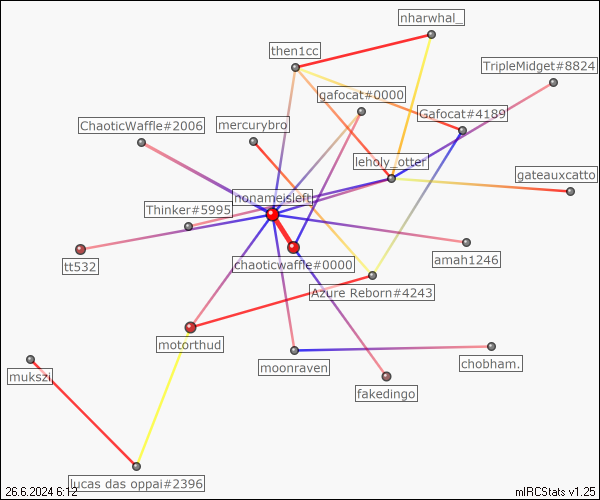 nharwhal_
then1cc
TripleMidget#8824
gafocat#0000
Gafocat#4189
ChaoticWaffle#2006
mercurybro
leholy_otter
gateauxcatto
nonameisleft
Thinker#5995
tt532
chaoticwaffle#0000
amah1246
Azure Reborn#4243
motorthud
moonraven
chobham.
mukszi
fakedingo
lucas das oppai#2396
26.6.2024 6:12
mIRCStats v1.25